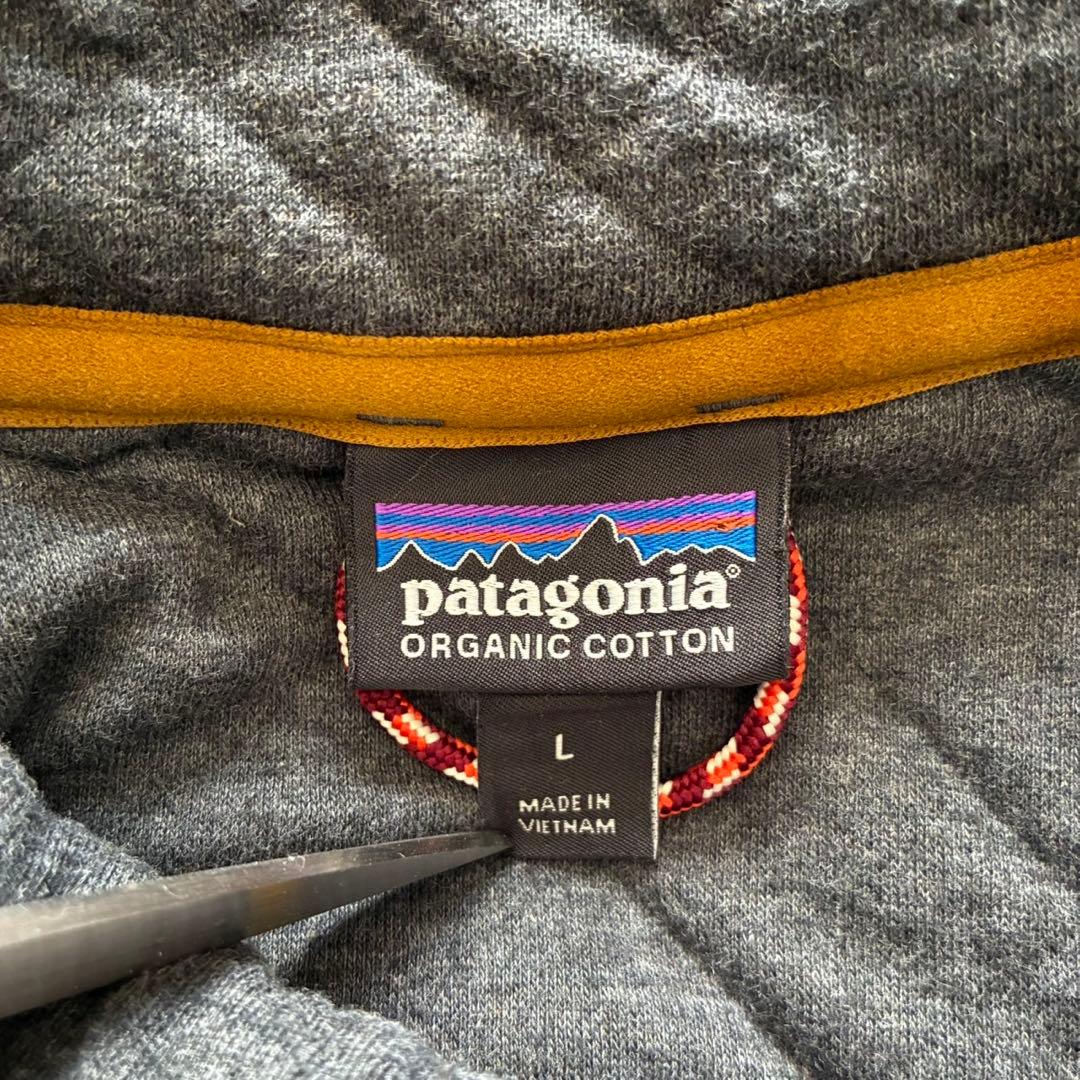 patagonia®
ORGANIC COTTON
L
MADE IN
VIETNAM